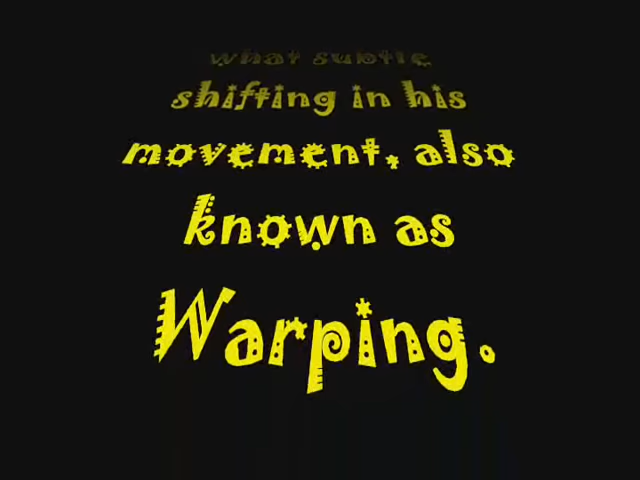 what subtle
shifting in his
movement, also
known as
Warping.